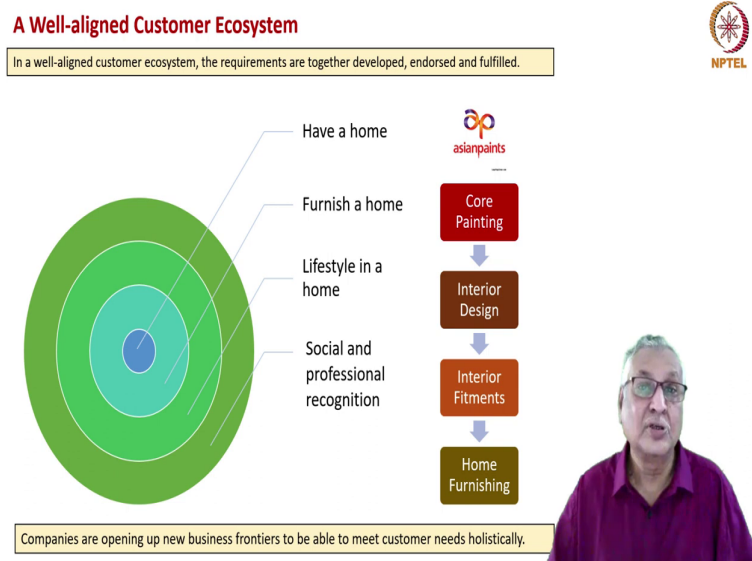 A Well-aligned Customer Ecosystem
NPTEL
In a well-aligned customer ecosystem, the requirements are together developed, endorsed and fulfilled.
Have a home
Furnish a home
Lifestyle in a
home
Social and
professional
recognition
ap
asianpaints
Core
Painting
Interior
Design
Interior
Fitments
Home
Furnishing
Companies are opening up new business frontiers to be able to meet customer needs holistically.